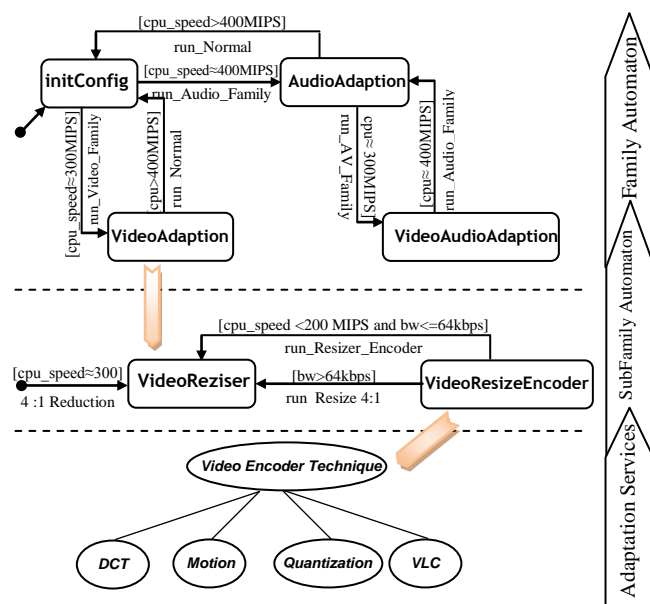 [cpu_speed>400MIPS]
run_Normal
initConfig
[cpu_speed≈400MIPS]
run_Audio_Family
AudioAdaption
[cpu_speed≈300MIPS]
run_Video_Family
[cpu>400MIPS]
run_Normal
cpu≈300MIPS]
run_AV_Family
[cpu≈400MIPS]
run_Audio_Family
VideoAdaption
VideoAudioAdaption
Family Automaton
[cpu_speed <200 MIPS and bw<=64kbps]
run_Resizer_Encoder
[cpu_speed≈300]
4 :1 Reduction
VideoReziser
[bw>64kbps]
run Resize 4:1
VideoResizeEncoder
SubFamily Automaton
Video Encoder Technique
DCT
Motion
Quantization
VLC
Adaptation Services